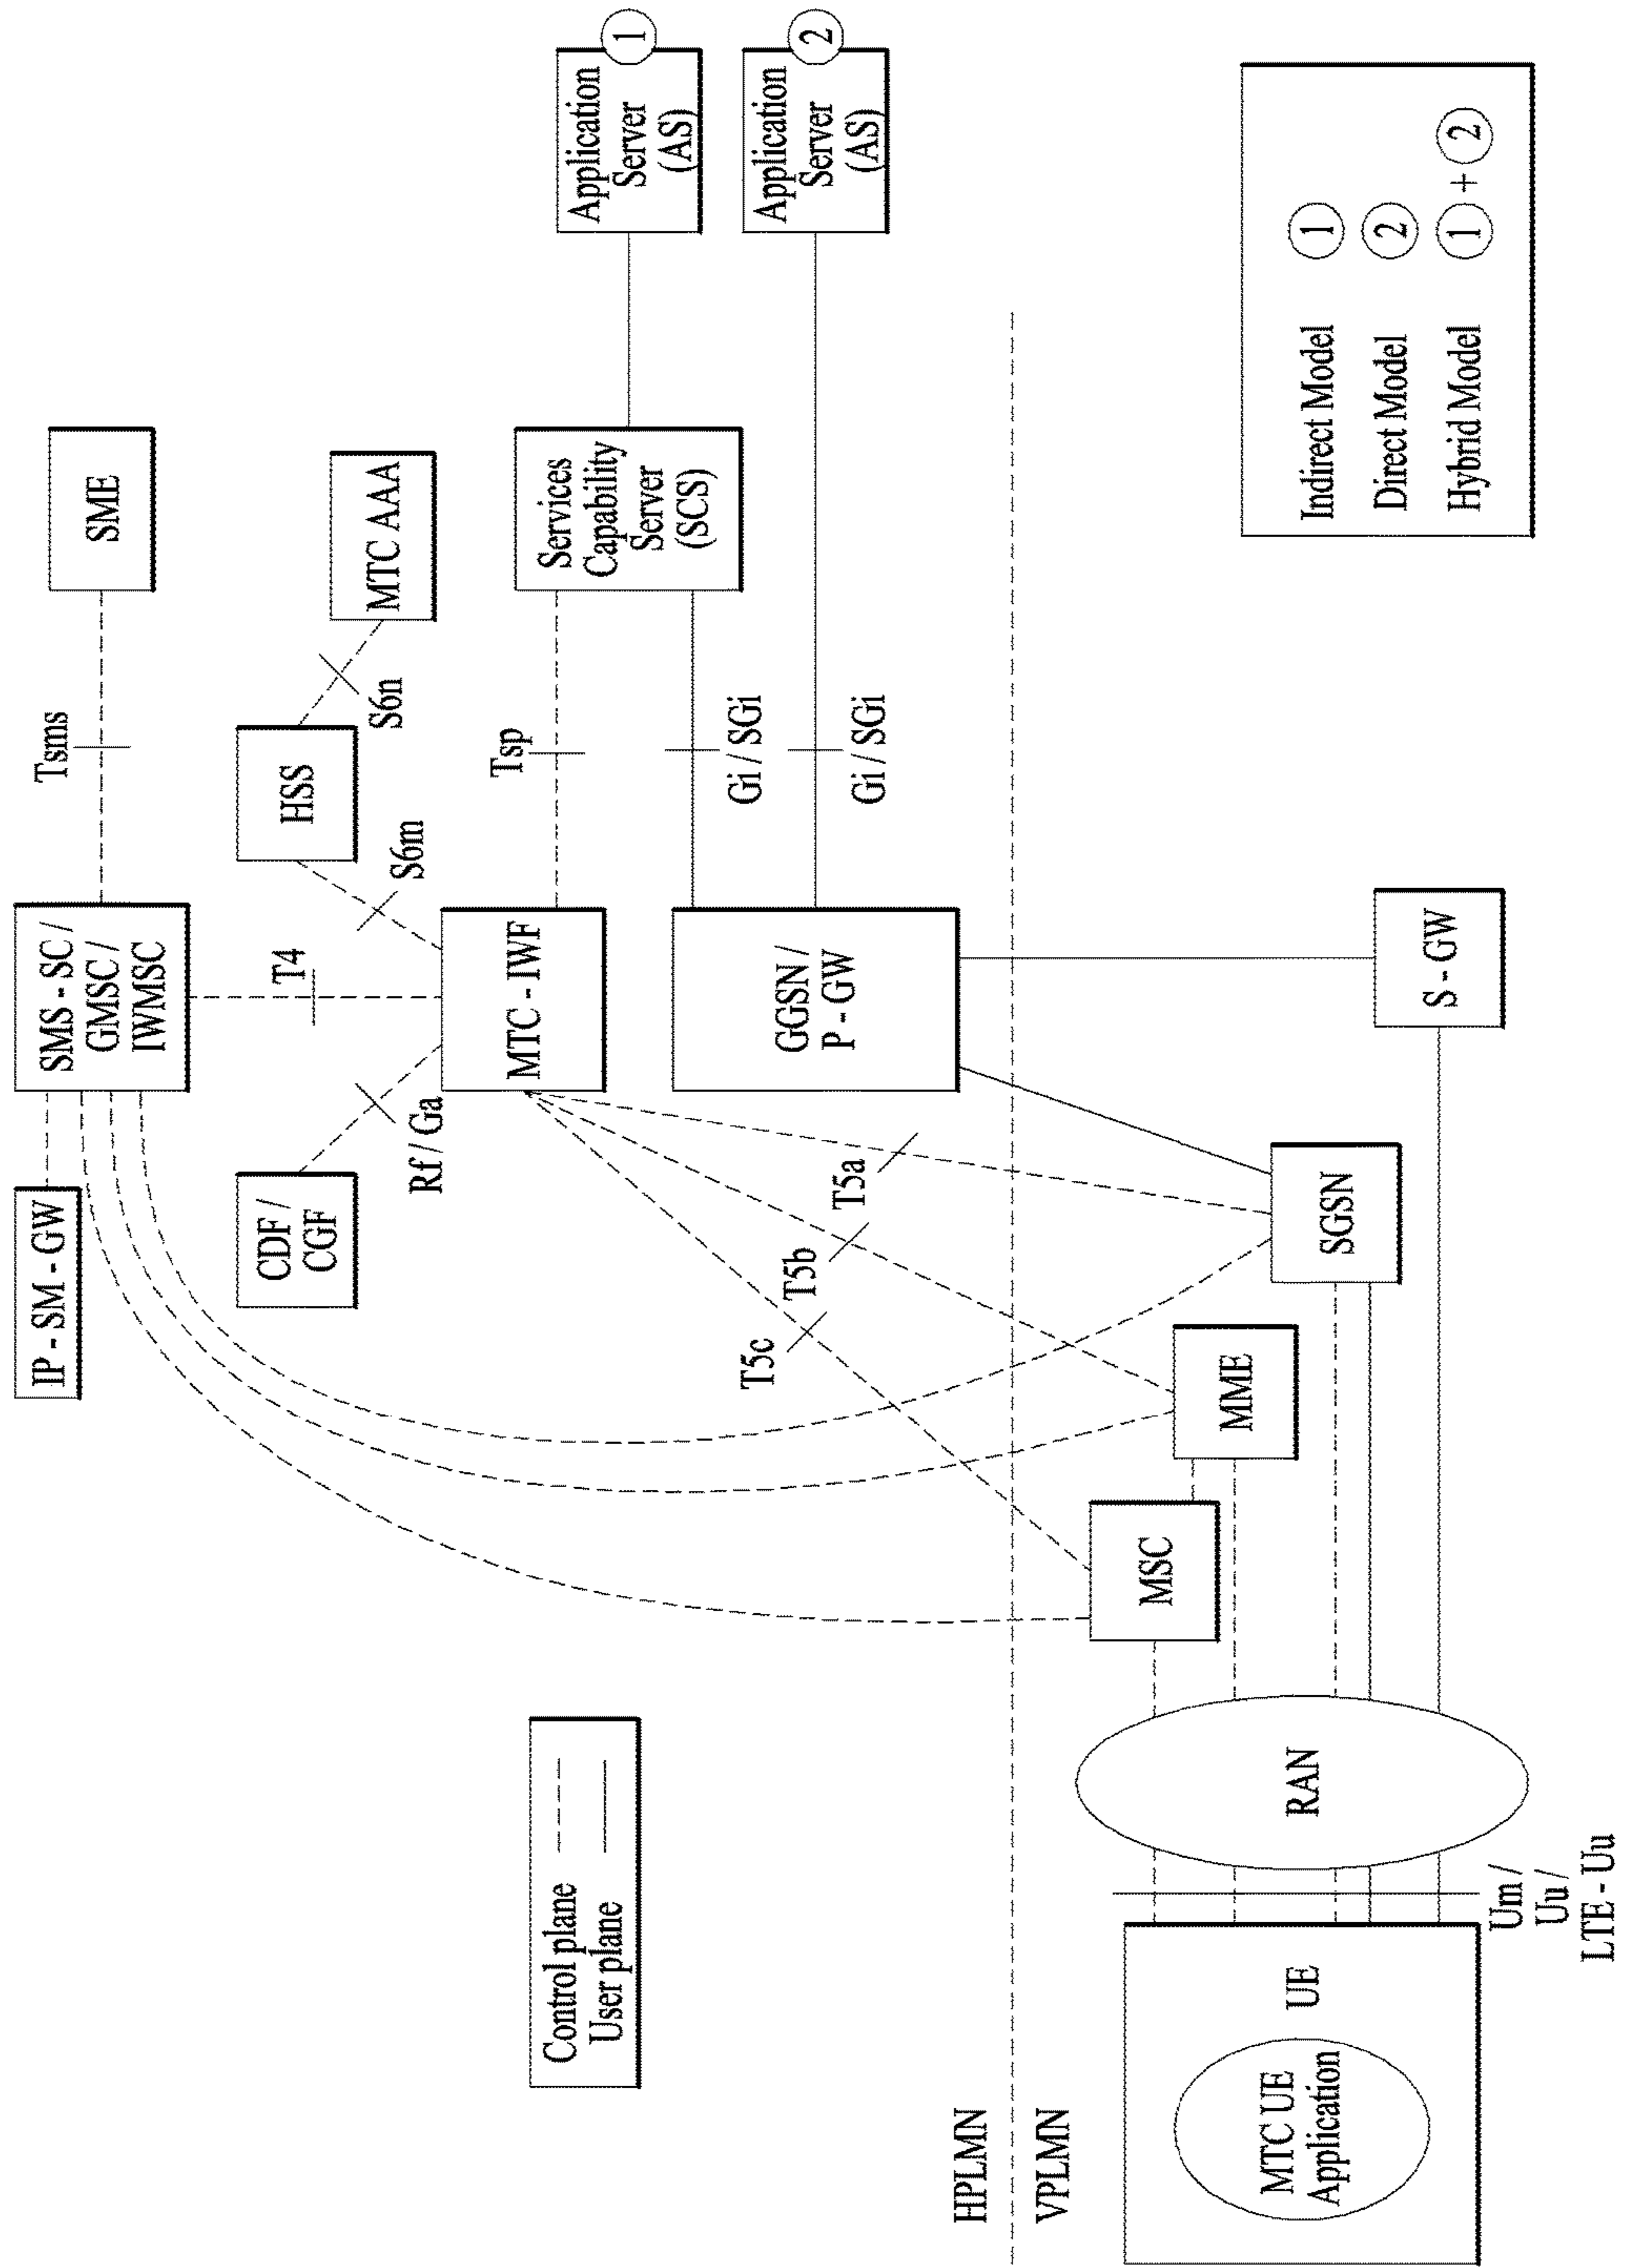 IP - SM - GW
SMS - SC /
GMSC /
IWMSC
Tsms
SME
CDF /
CGF
Rf / Ga
T4
HSS
S6m
S6n
MTC AAA
MTC - IWF
Tsp
Services
Capability
Server
(SCS)
Application
Server
(AS)
1
Control plane
User plane
GGSN /
P - GW
Gi / SGi
Gi / SGi
Application
Server
(AS)
2
T5c
T5b
T5a
HPLMN
VPLMN
MTC UE
Application
UE
Um /
Uu /
LTE - Uu
RAN
MSC
MME
SGSN
S - GW
Indirect Model 1
Direct Model 2
Hybrid Model 1 + 2